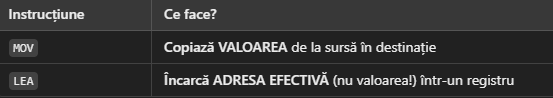 Instrucțiune Ce face?
MOV Copiază VALOAREA de la sursă în destinație
LEA Încarcă ADRESA EFECTIVĂ (nu valoarea!) într-un registru